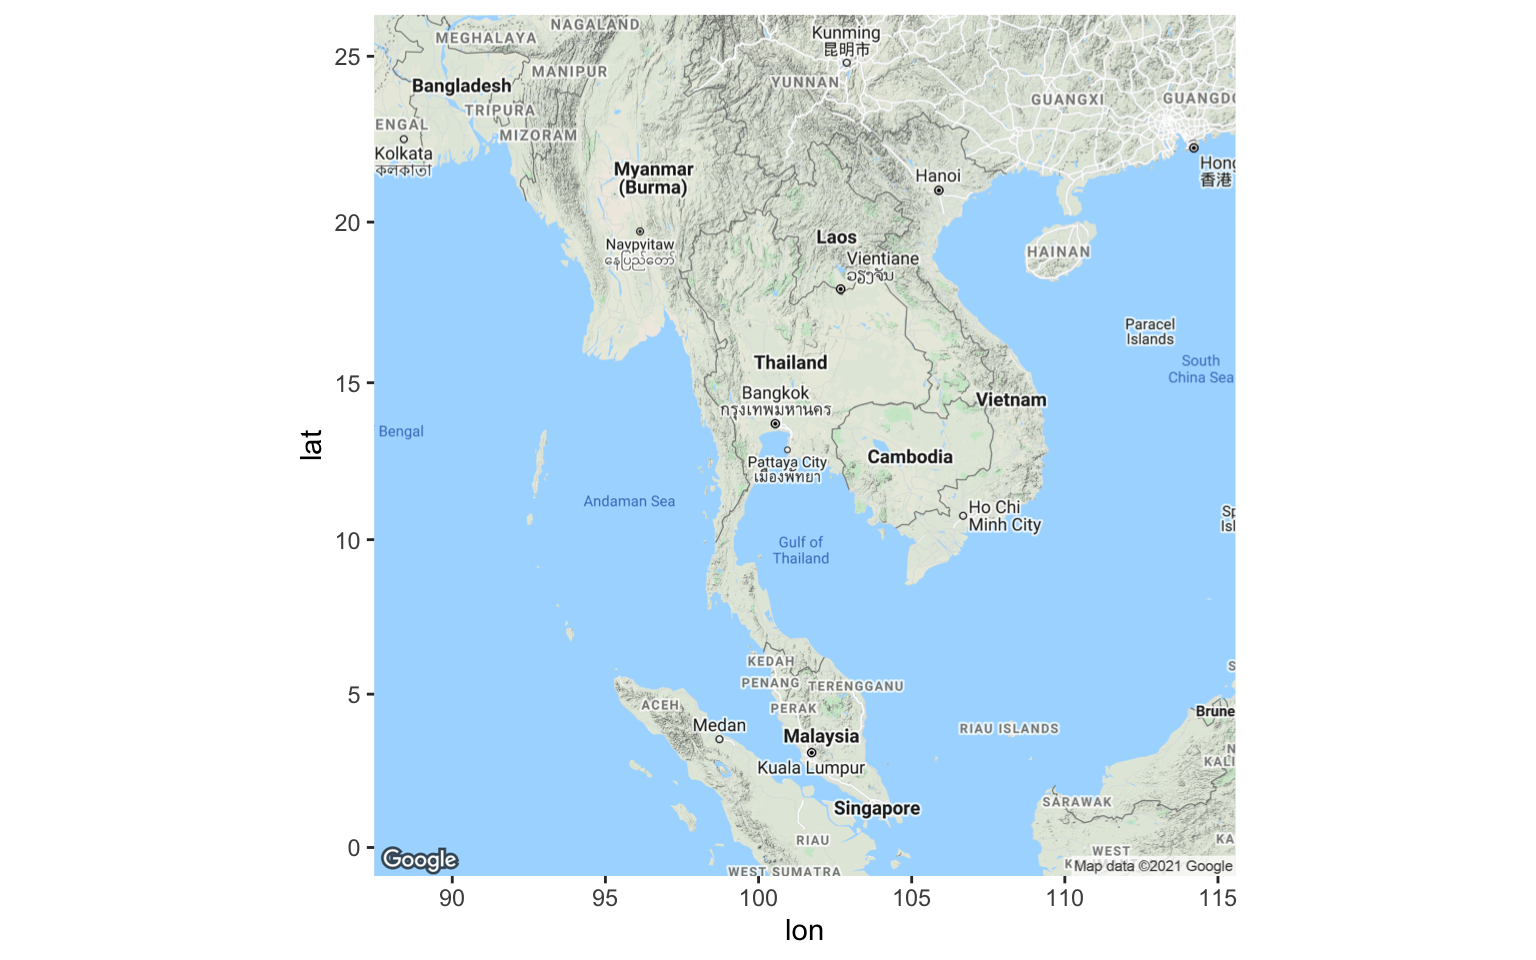 NAGALAND
MEGHALAYA
Kunming
昆明市
25
Bangladesh
MANIPUR
YUNNAN
GUANGXI
GUANGDO
TRIPURA
ENGAL
MIZORAM
Kolkata
কলকাতা
Myanmar
(Burma)
Hanoi
Hong
香港
20
Naypyitaw
နေပြည်တော်
Laos
Vientiane
ວຽງຈັນ
HAINAN
Paracel
Islands
South
China Sea
Thailand
15
Bangkok
กรุงเทพมหานคร
Vietnam
Bengal
lat
Pattaya City
เมืองพัทยา
Cambodia
Andaman Sea
Ho Chi
Minh City
Sp
Isl
10
Gulf of
Thailand
KEDAH
PENANG
TERENGGANU
S
5
ACEH
PERAK
Brune
Medan
Malaysia
RIAU ISLANDS
Kuala Lumpur
N
KALI
Singapore
SARAWAK
RIAU
KA
0
Google
WEST
WEST SUMATRA
Map data ©2021 Google
90
95
100
105
110
115
lon